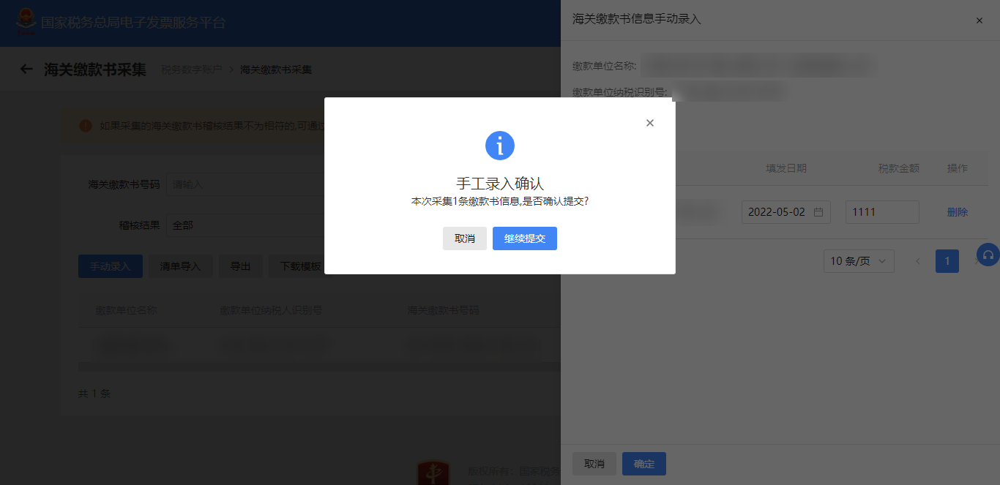 国家税务总局电子发票服务平台
海关缴款书采集
税务数字账户 > 海关缴款书采集
如果采集的海关缴款书稽核结果不为相符的,可通过
海关缴款书号码 请输入
稽核结果 全部
手动录入 清单导入 导出 下载模板
缴款单位名称 缴款单位纳税人识别号 海关缴款书号码
共 1 条
版权所有：国家税务
海关缴款书信息手动录入
缴款单位名称:
缴款单位纳税识别号:
填发日期 税款金额 操作
2022-05-02 1111 删除
10 条/页 1
取消 确定
手工录入确认
本次采集1条缴款书信息,是否确认提交?
取消 继续提交